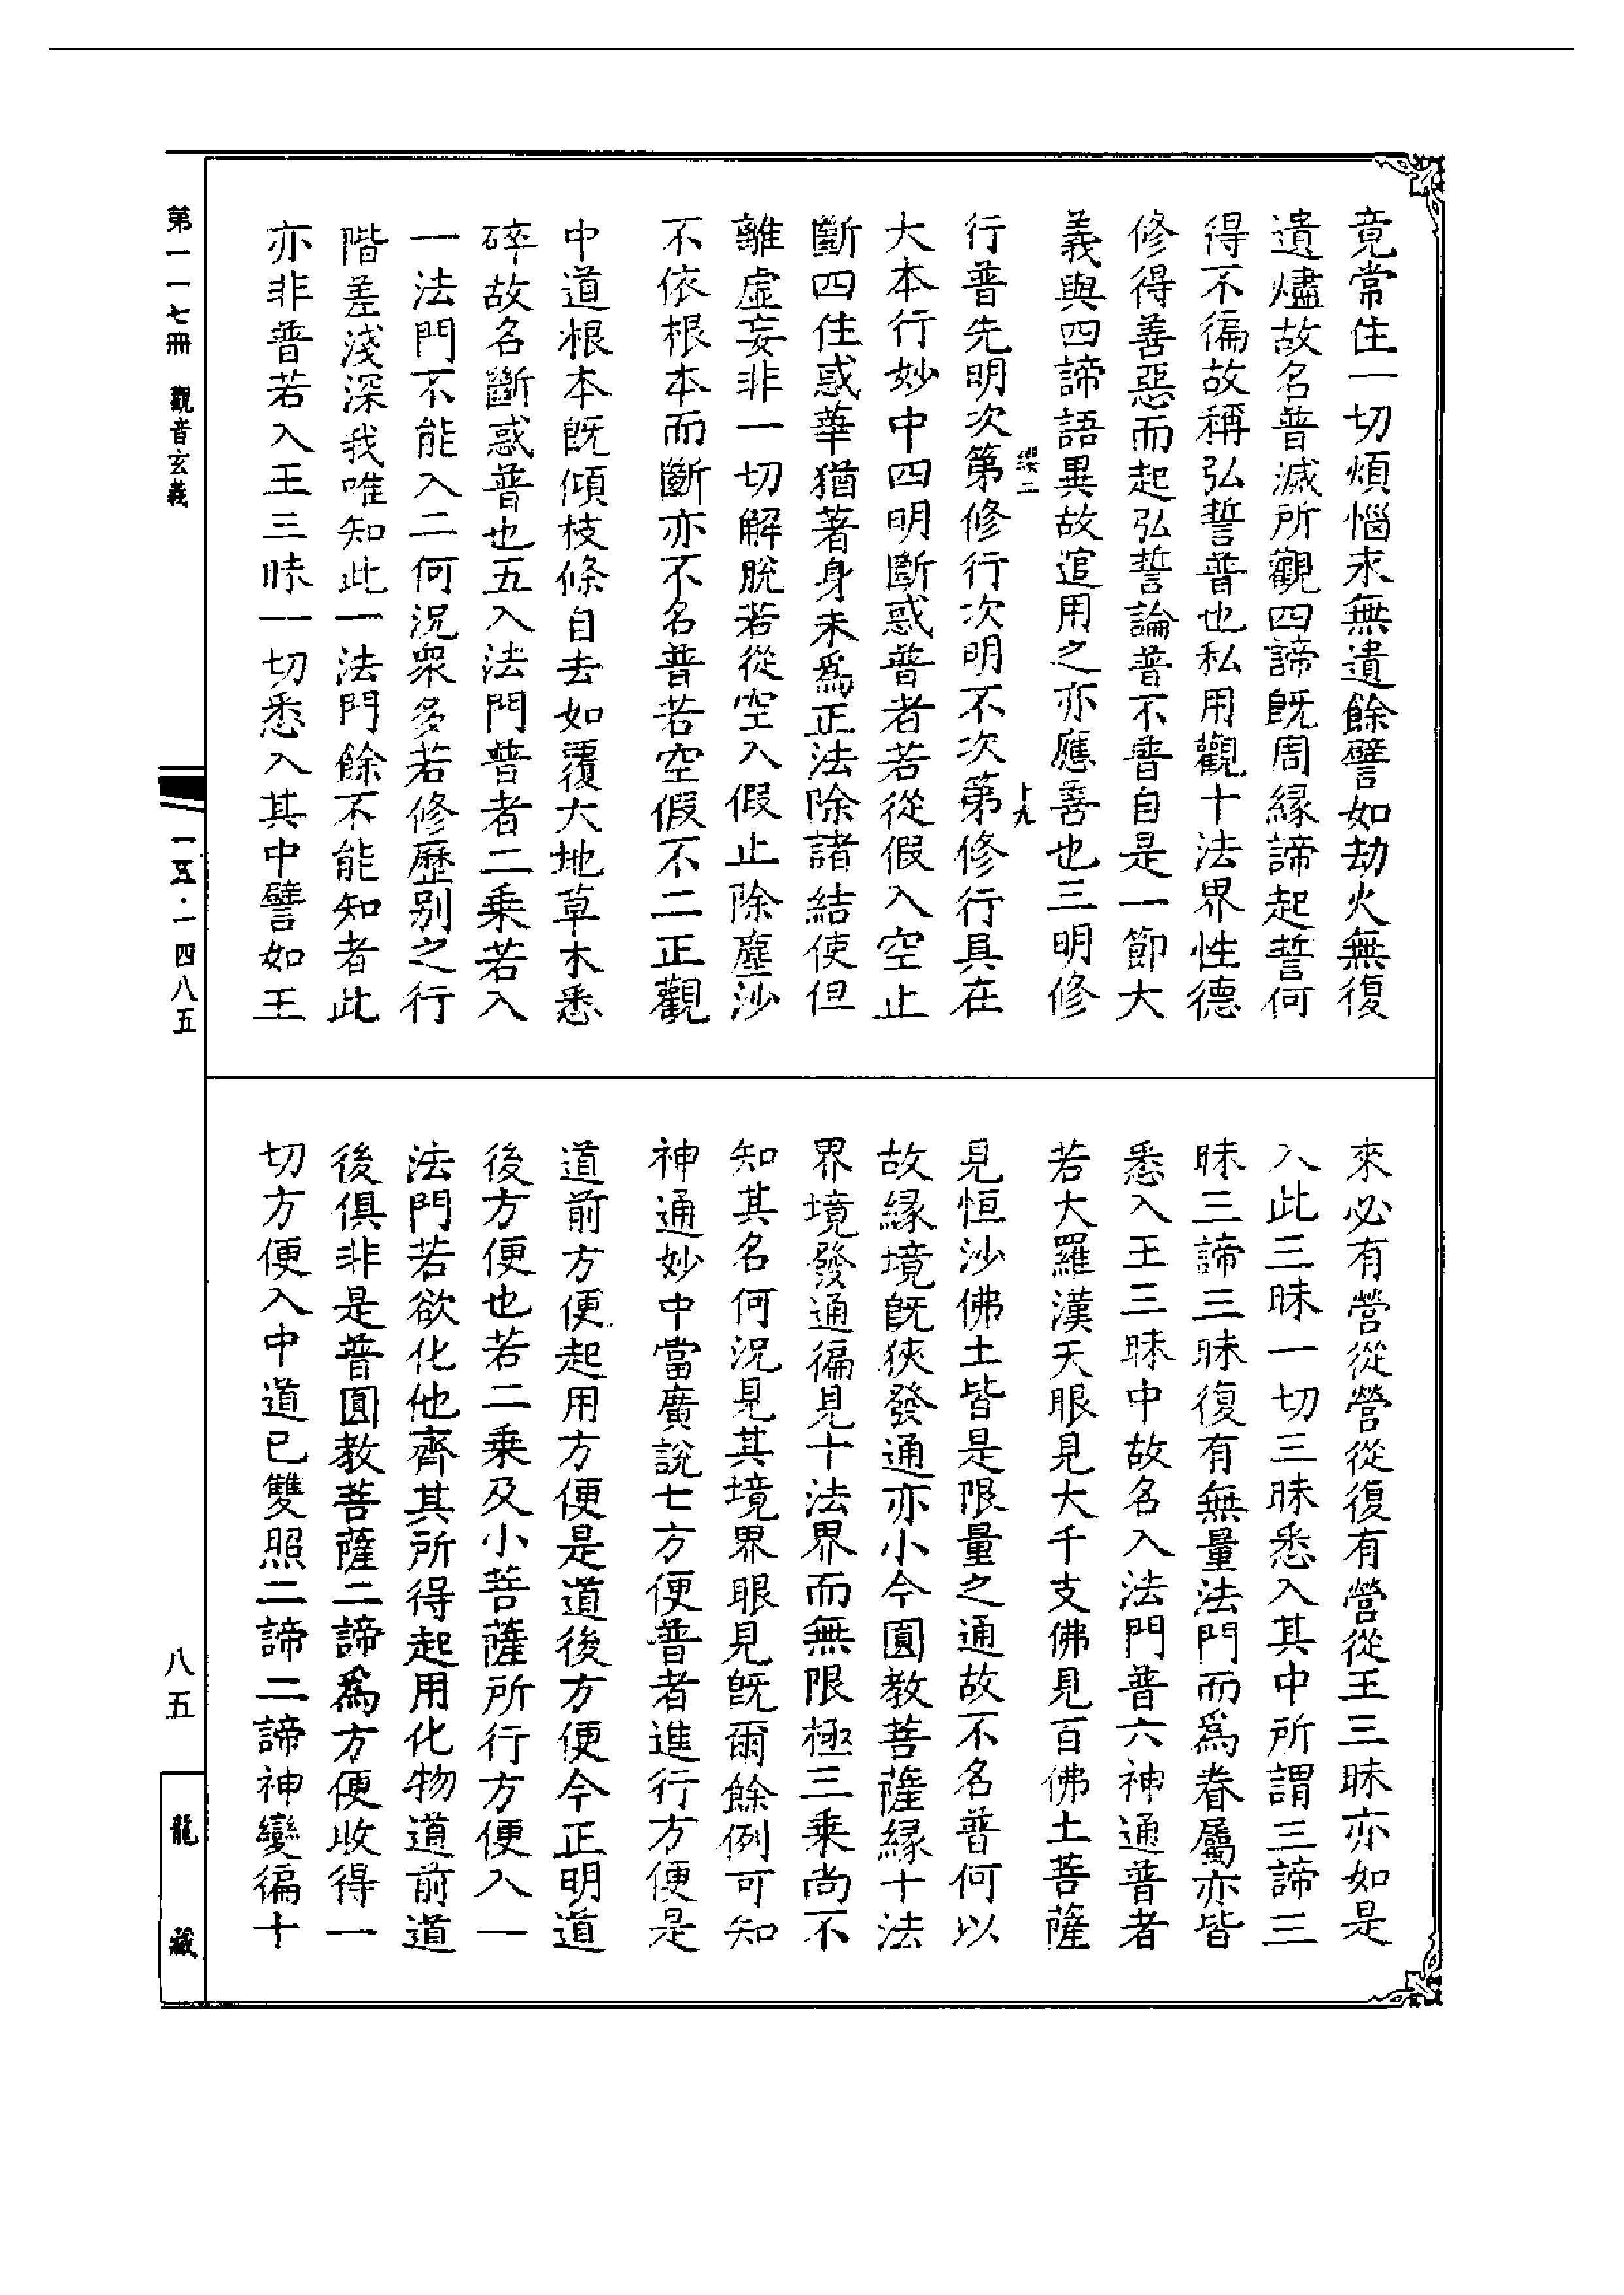 竟常住一切煩惱永無遺餘譬如劫火無復
遺燼故名普滅所觀四諦既周緣諦起誓何
得不徧故稱弘誓普也私用觀十法界性德
修得善惡而起弘誓論普不普自是一節大
義與四諦語異故逭用之亦應善也三明修
行普先明次第修行次明不次第修行具在
大本行妙中四明斷惑普者若從假入空止
斷四住惑華猶著身未為正法除諸結使但
離虛妄非一切解脫若從空入假止除塵沙
不依根本而斷亦不名普若空假不二正觀
中道根本既傾枝條自去如覆大地草木悉
碎故名斷惑普也五入法門普者二乘若入
一法門不能入二何況眾多若修歷別之行
階差淺深我唯知此一法門餘不能知者此
亦非普若入王三昧一切悉入其中譬如王
來必有營從營從復有營從王三昧亦如是
入此三昧一切三昧悉入其中所謂三諦三
昧三諦三昧復有無量法門而為眷屬亦皆
悉入王三昧中故名入法門普六神通普者
若大羅漢天眼見大千支佛見百佛土菩薩
見恒沙佛土皆是限量之通故不名普何以
故緣境既狹發通亦小今圓教菩薩緣十法
界境發通徧見十法界而無限極三乘尚不
知其名何況見其境界眼見既爾餘例可知
神通妙中當廣說七方便普者進行方便是
道前方便起用方便是道後方便今正明道
後方便也若二乘及小菩薩所行方便入一
法門若欲化他齊其所得起用化物道前道
後俱非是普圓教菩薩二諦為方便收得一
切方便入中道已雙照二諦二諦神變徧十
第一一七冊 觀音玄義
一五·一四八五
八五
龍藏